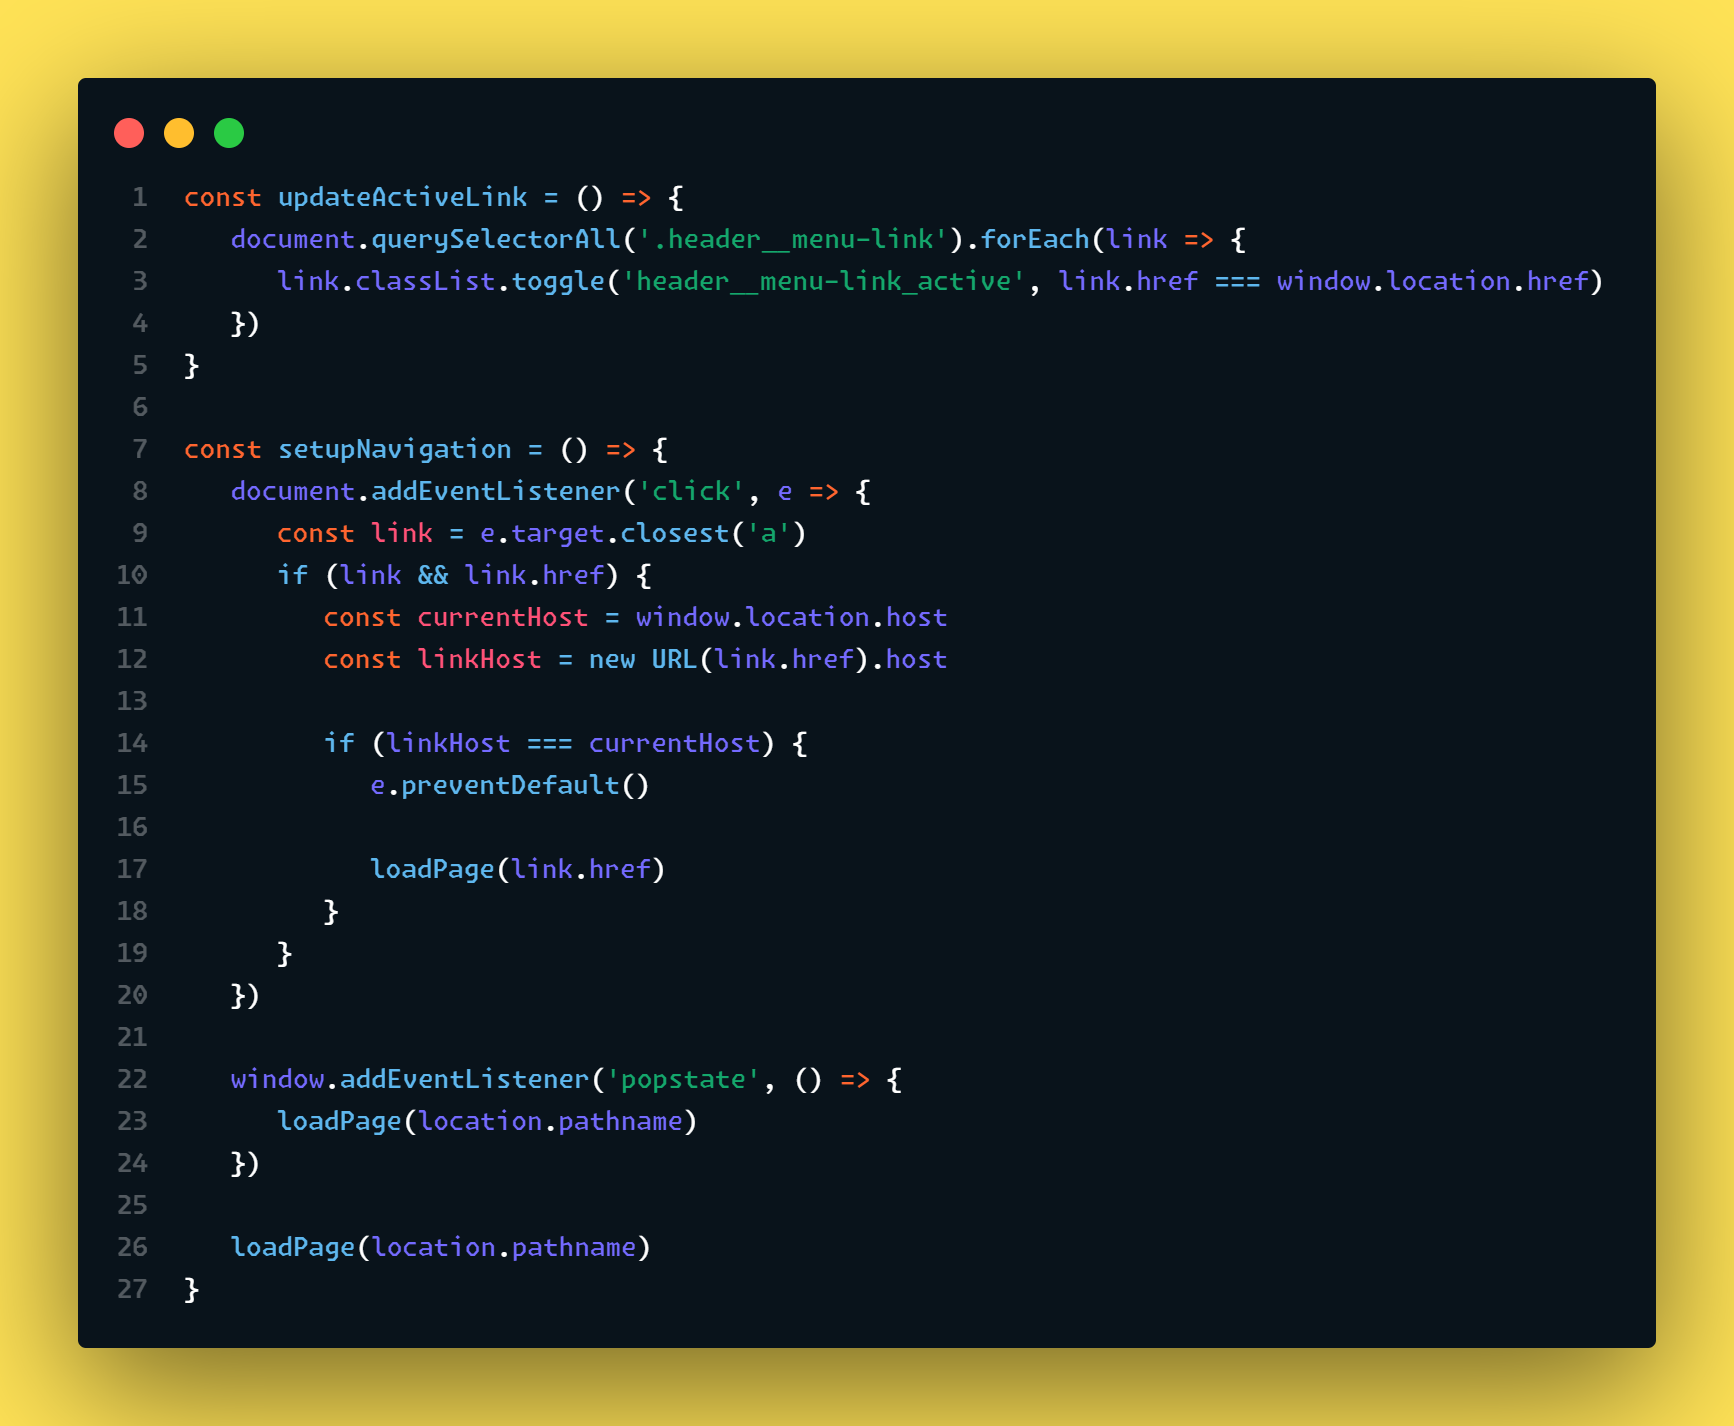 1 const updateActiveLink = () => {
2 document.querySelectorAll('.header__menu-link').forEach(link => {
3 link.classList.toggle('header__menu-link_active', link.href === window.location.href)
4 })
5 }
6
7 const setupNavigation = () => {
8 document.addEventListener('click', e => {
9 const link = e.target.closest('a')
10 if (link && link.href) {
11 const currentHost = window.location.host
12 const linkHost = new URL(link.href).host
13
14 if (linkHost === currentHost) {
15 e.preventDefault()
16
17 loadPage(link.href)
18 }
19 }
20 })
21
22 window.addEventListener('popstate', () => {
23 loadPage(location.pathname)
24 })
25
26 loadPage(location.pathname)
27 }